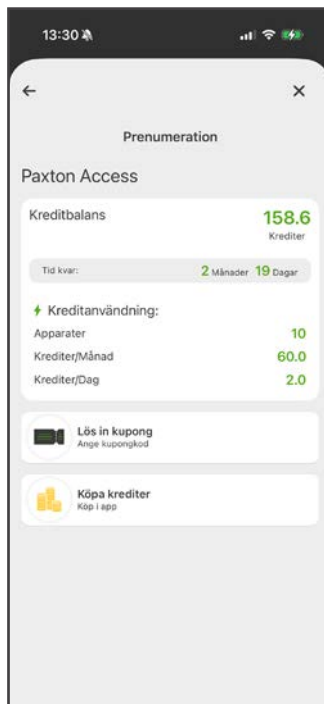 13:30
Prenumeration
Paxton Access
Kreditbalans 158.6
Krediter
Tid kvar: 2 Månader 19 Dagar
Kreditanvändning:
Apparater 10
Krediter/Månad 60.0
Krediter/Dag 2.0
Lös in kupong
Ange kupongkod
Köpa krediter
Köp i app